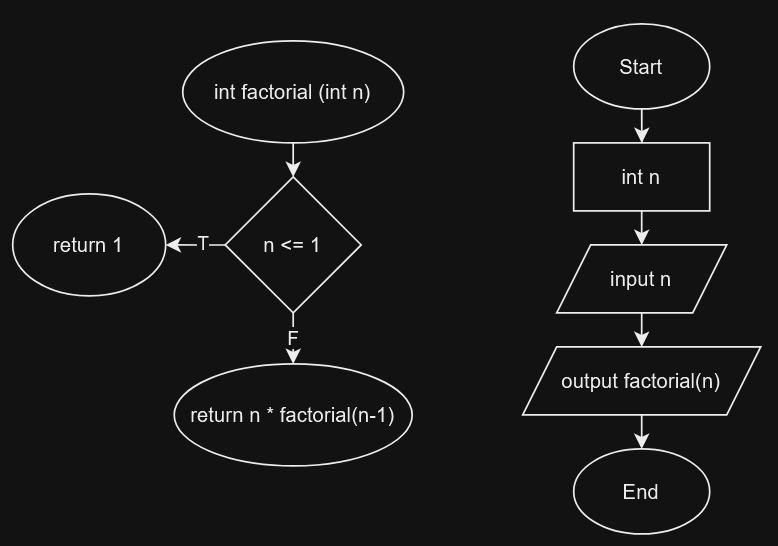 int factorial (int n)
n <= 1
T
return 1
F
return n * factorial(n-1)
Start
int n
input n
output factorial(n)
End